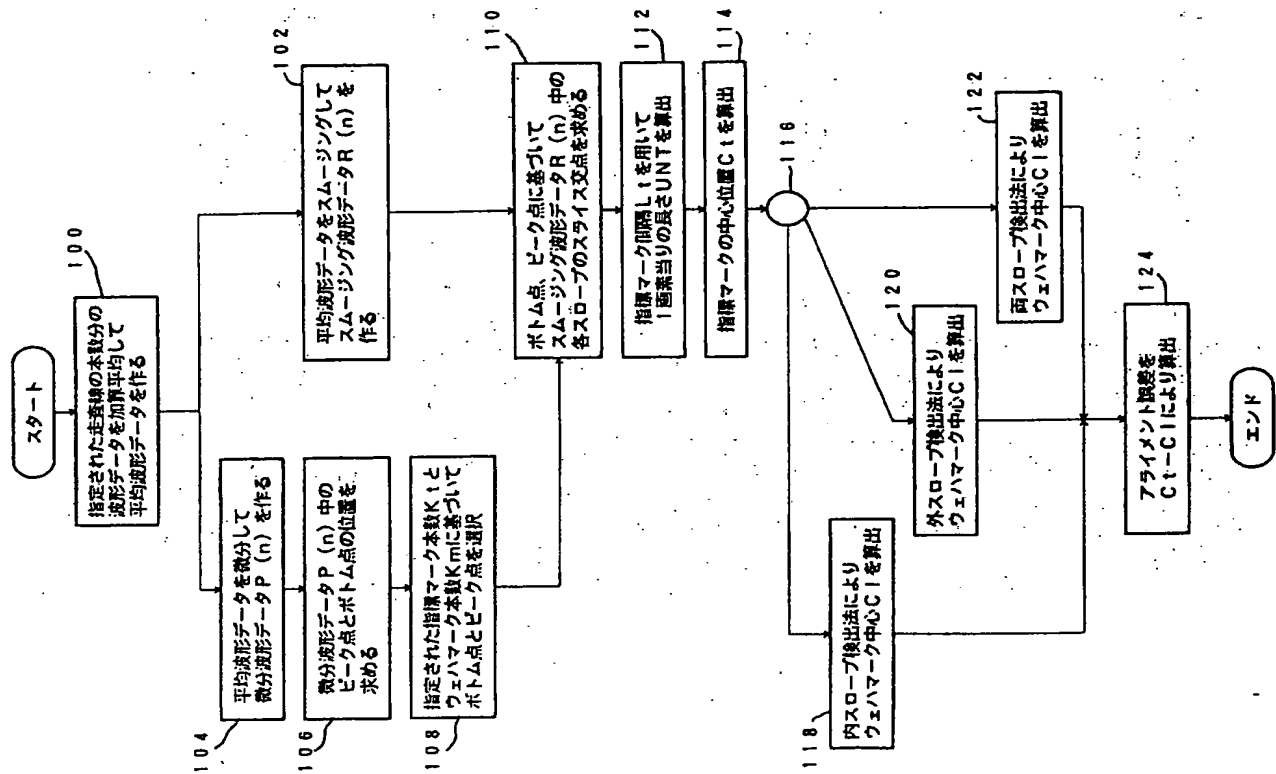 スタート
100
指定された走査線の本数分の
波形データを加算平均して
平均波形データを作る
102
平均波形データをスムージングして
スムージング波形データR(n)を
作る
104
平均波形データを微分して
微分波形データP(n)を作る
106
微分波形データP(n)中の
ピーク点とボトム点の位置を
求める
108
指定された指標マーク本数Ktと
ウェハマーク本数Kmに基づいて
ボトム点とピーク点を選択
110
ボトム点、ピーク点に基づいて
スムージング波形データR(n)中の
各スロープのスライス交点を求める
112
指標マーク間隔Ltを用いて
1画素当りの長さUNTを算出
114
指標マークの中心位置Ctを算出
116
118
内スロープ検出法により
ウェハマーク中心Clを算出
120
外スロープ検出法により
ウェハマーク中心Clを算出
122
両スロープ検出法により
ウェハマーク中心Clを算出
124
アライメント誤差を
Ct-Clにより算出
エンド